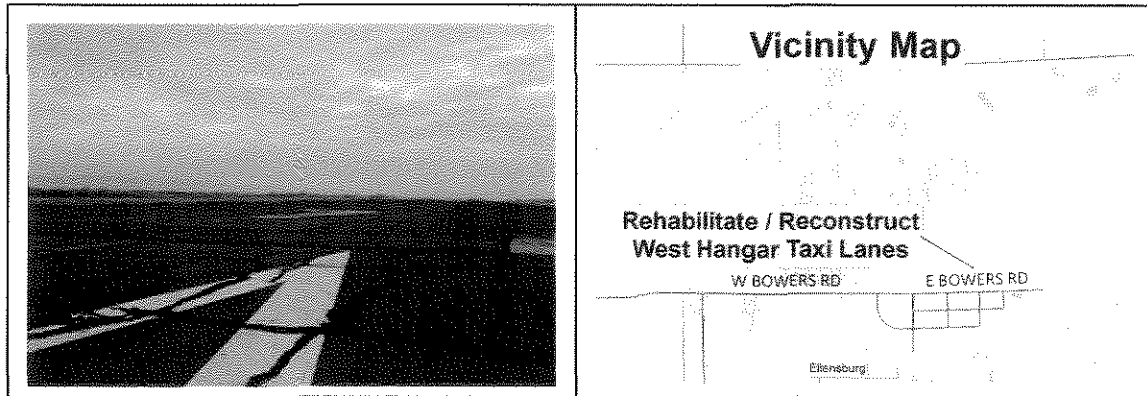 Vicinity Map
Rehabilitate / Reconstruct
West Hangar Taxi Lanes
W BOWERS RD
E BOWERS RD
Ellensburg